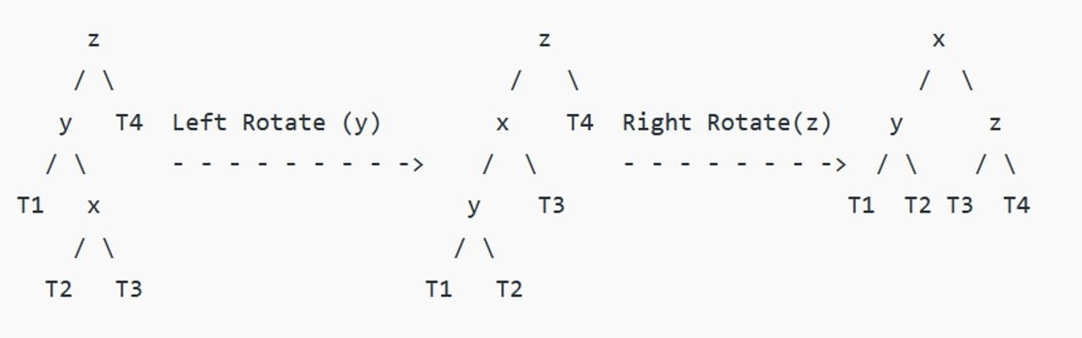 z z x
/ \ / \ / \
y T4 Left Rotate (y) x T4 Right Rotate(z) y z
/ \ - - - - - - - - -> / \ - - - - - - - -> / \ / \
T1 x y T3 T1 T2 T3 T4
/ \ / \
T2 T3 T1 T2